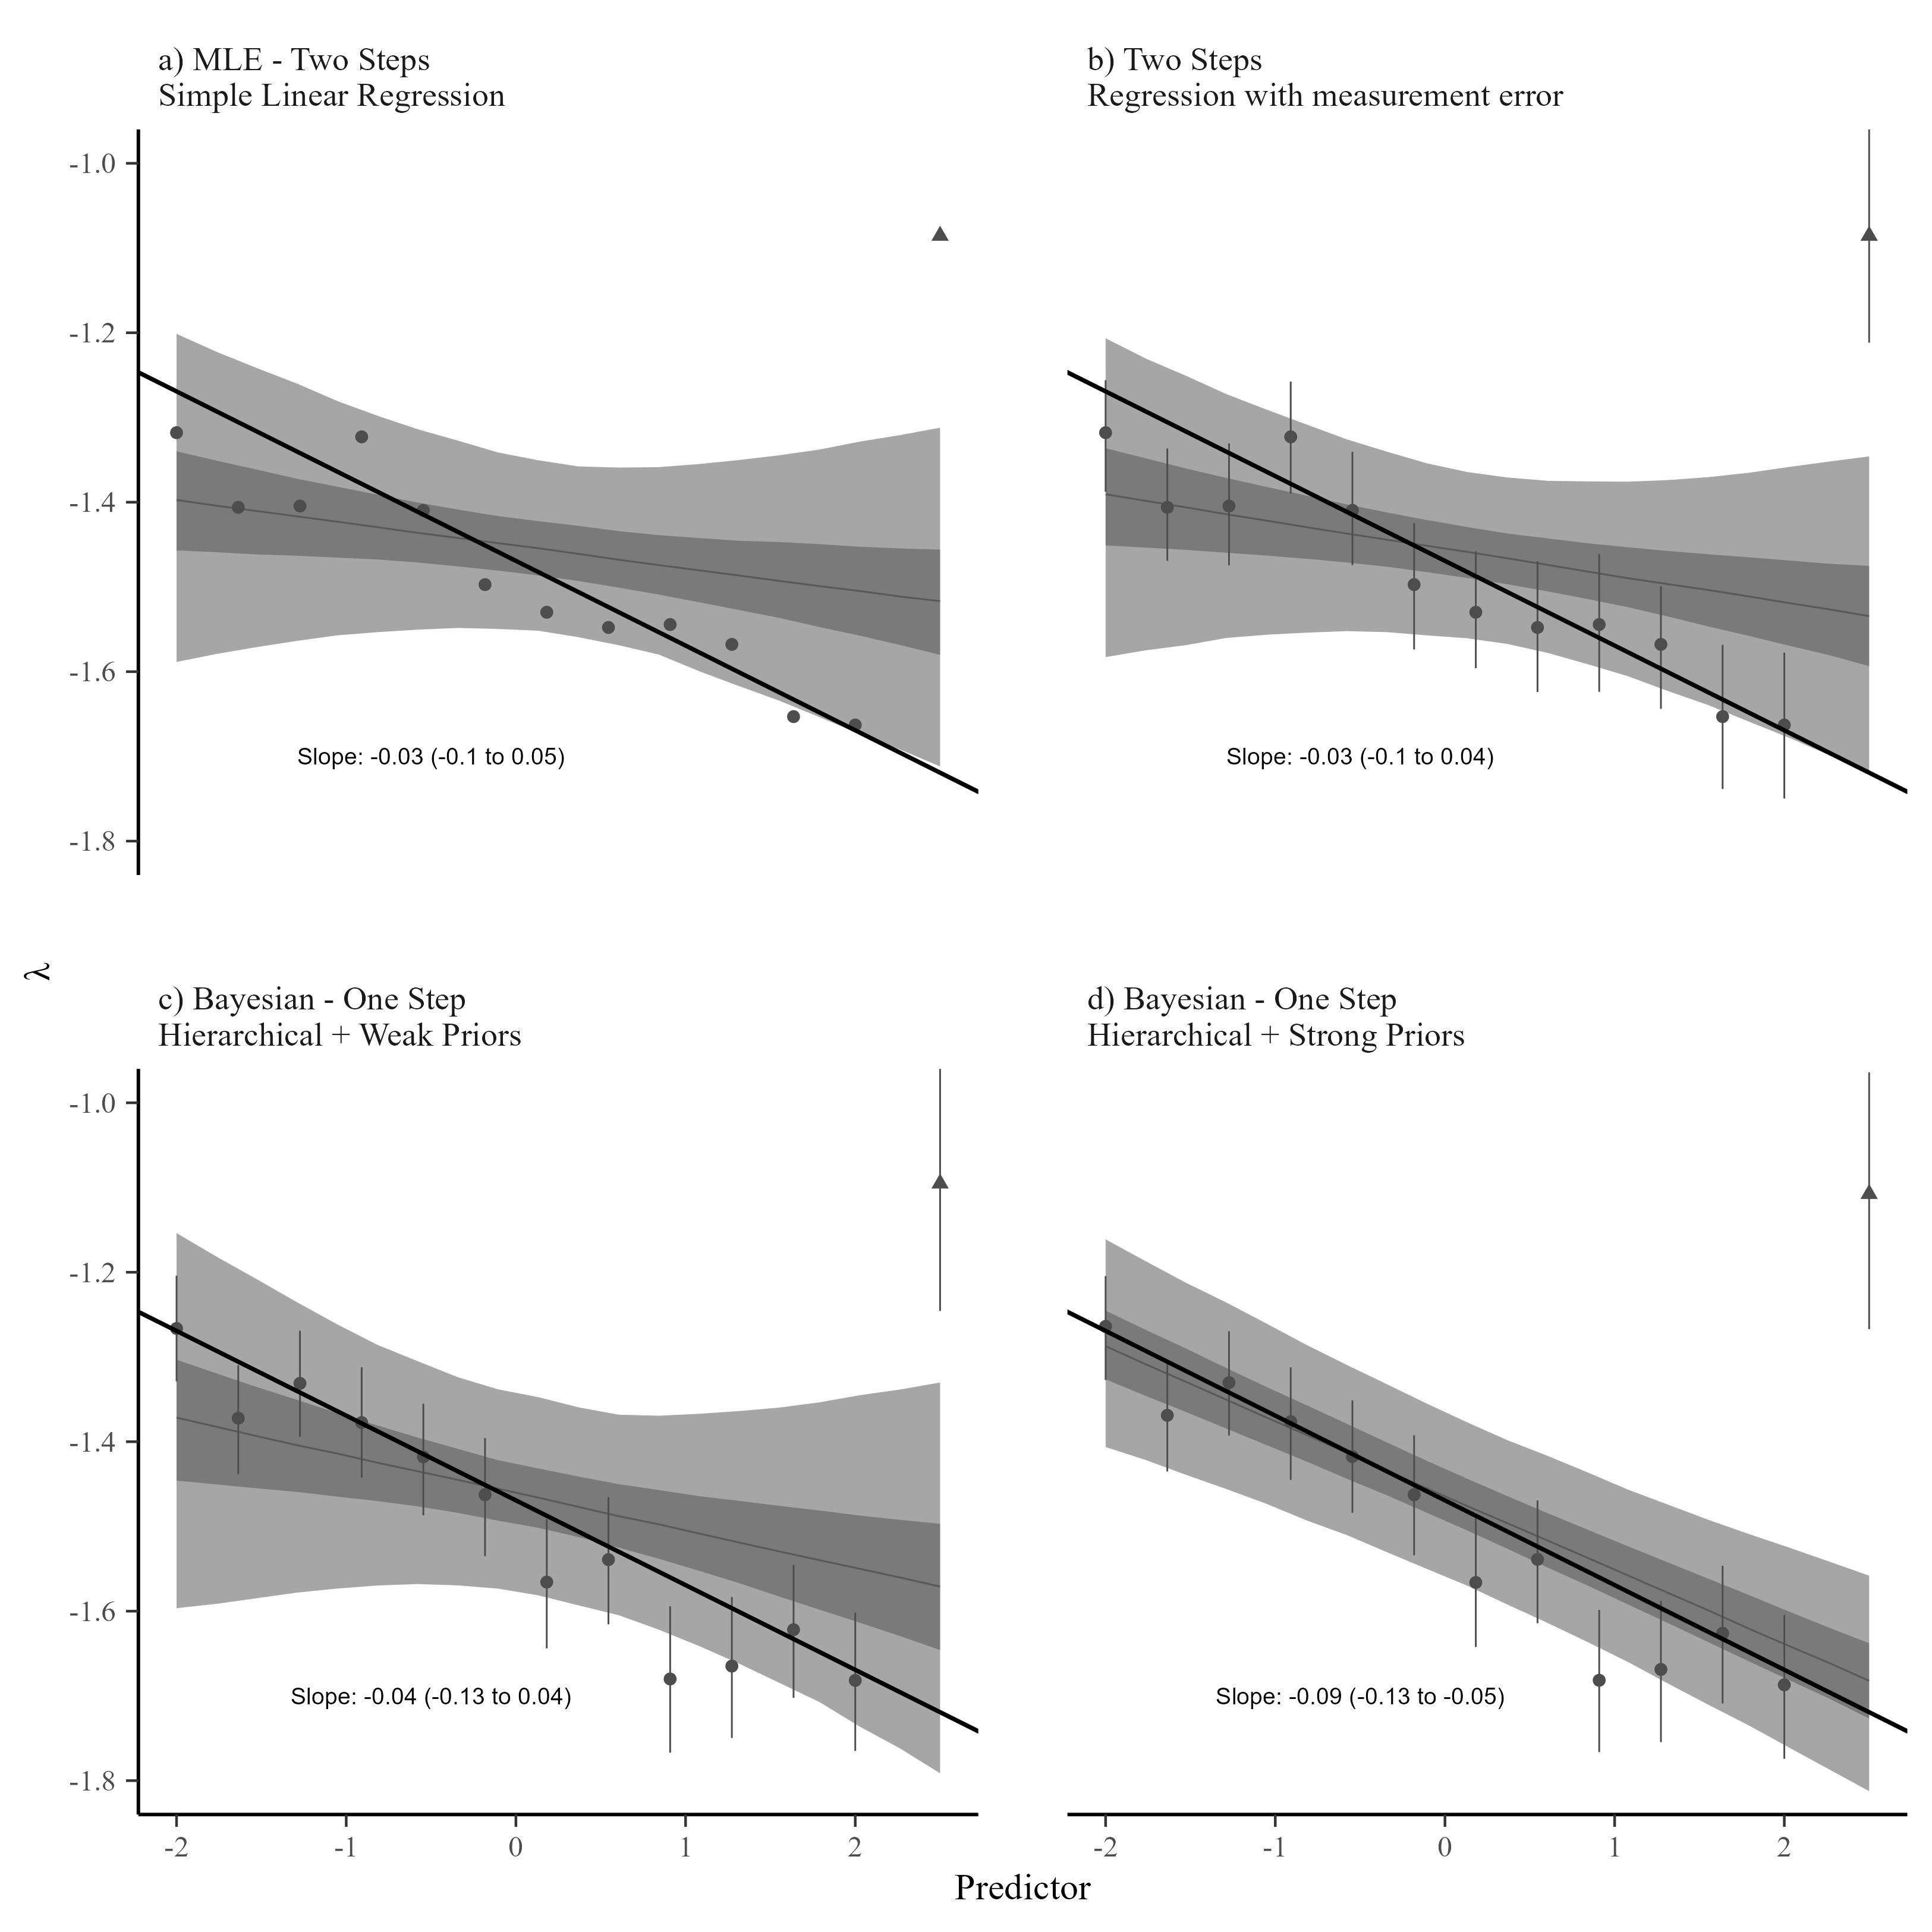 a) MLE - Two Steps
Simple Linear Regression
b) Two Steps
Regression with measurement error
-1.0
-1.2
-1.4
-1.6
-1.8
Slope: -0.03 (-0.1 to 0.05)
Slope: -0.03 (-0.1 to 0.04)
λ
c) Bayesian - One Step
Hierarchical + Weak Priors
d) Bayesian - One Step
Hierarchical + Strong Priors
-1.0
-1.2
-1.4
-1.6
-1.8
Slope: -0.04 (-0.13 to 0.04)
Slope: -0.09 (-0.13 to -0.05)
-2 -1 0 1 2
-2 -1 0 1 2
Predictor